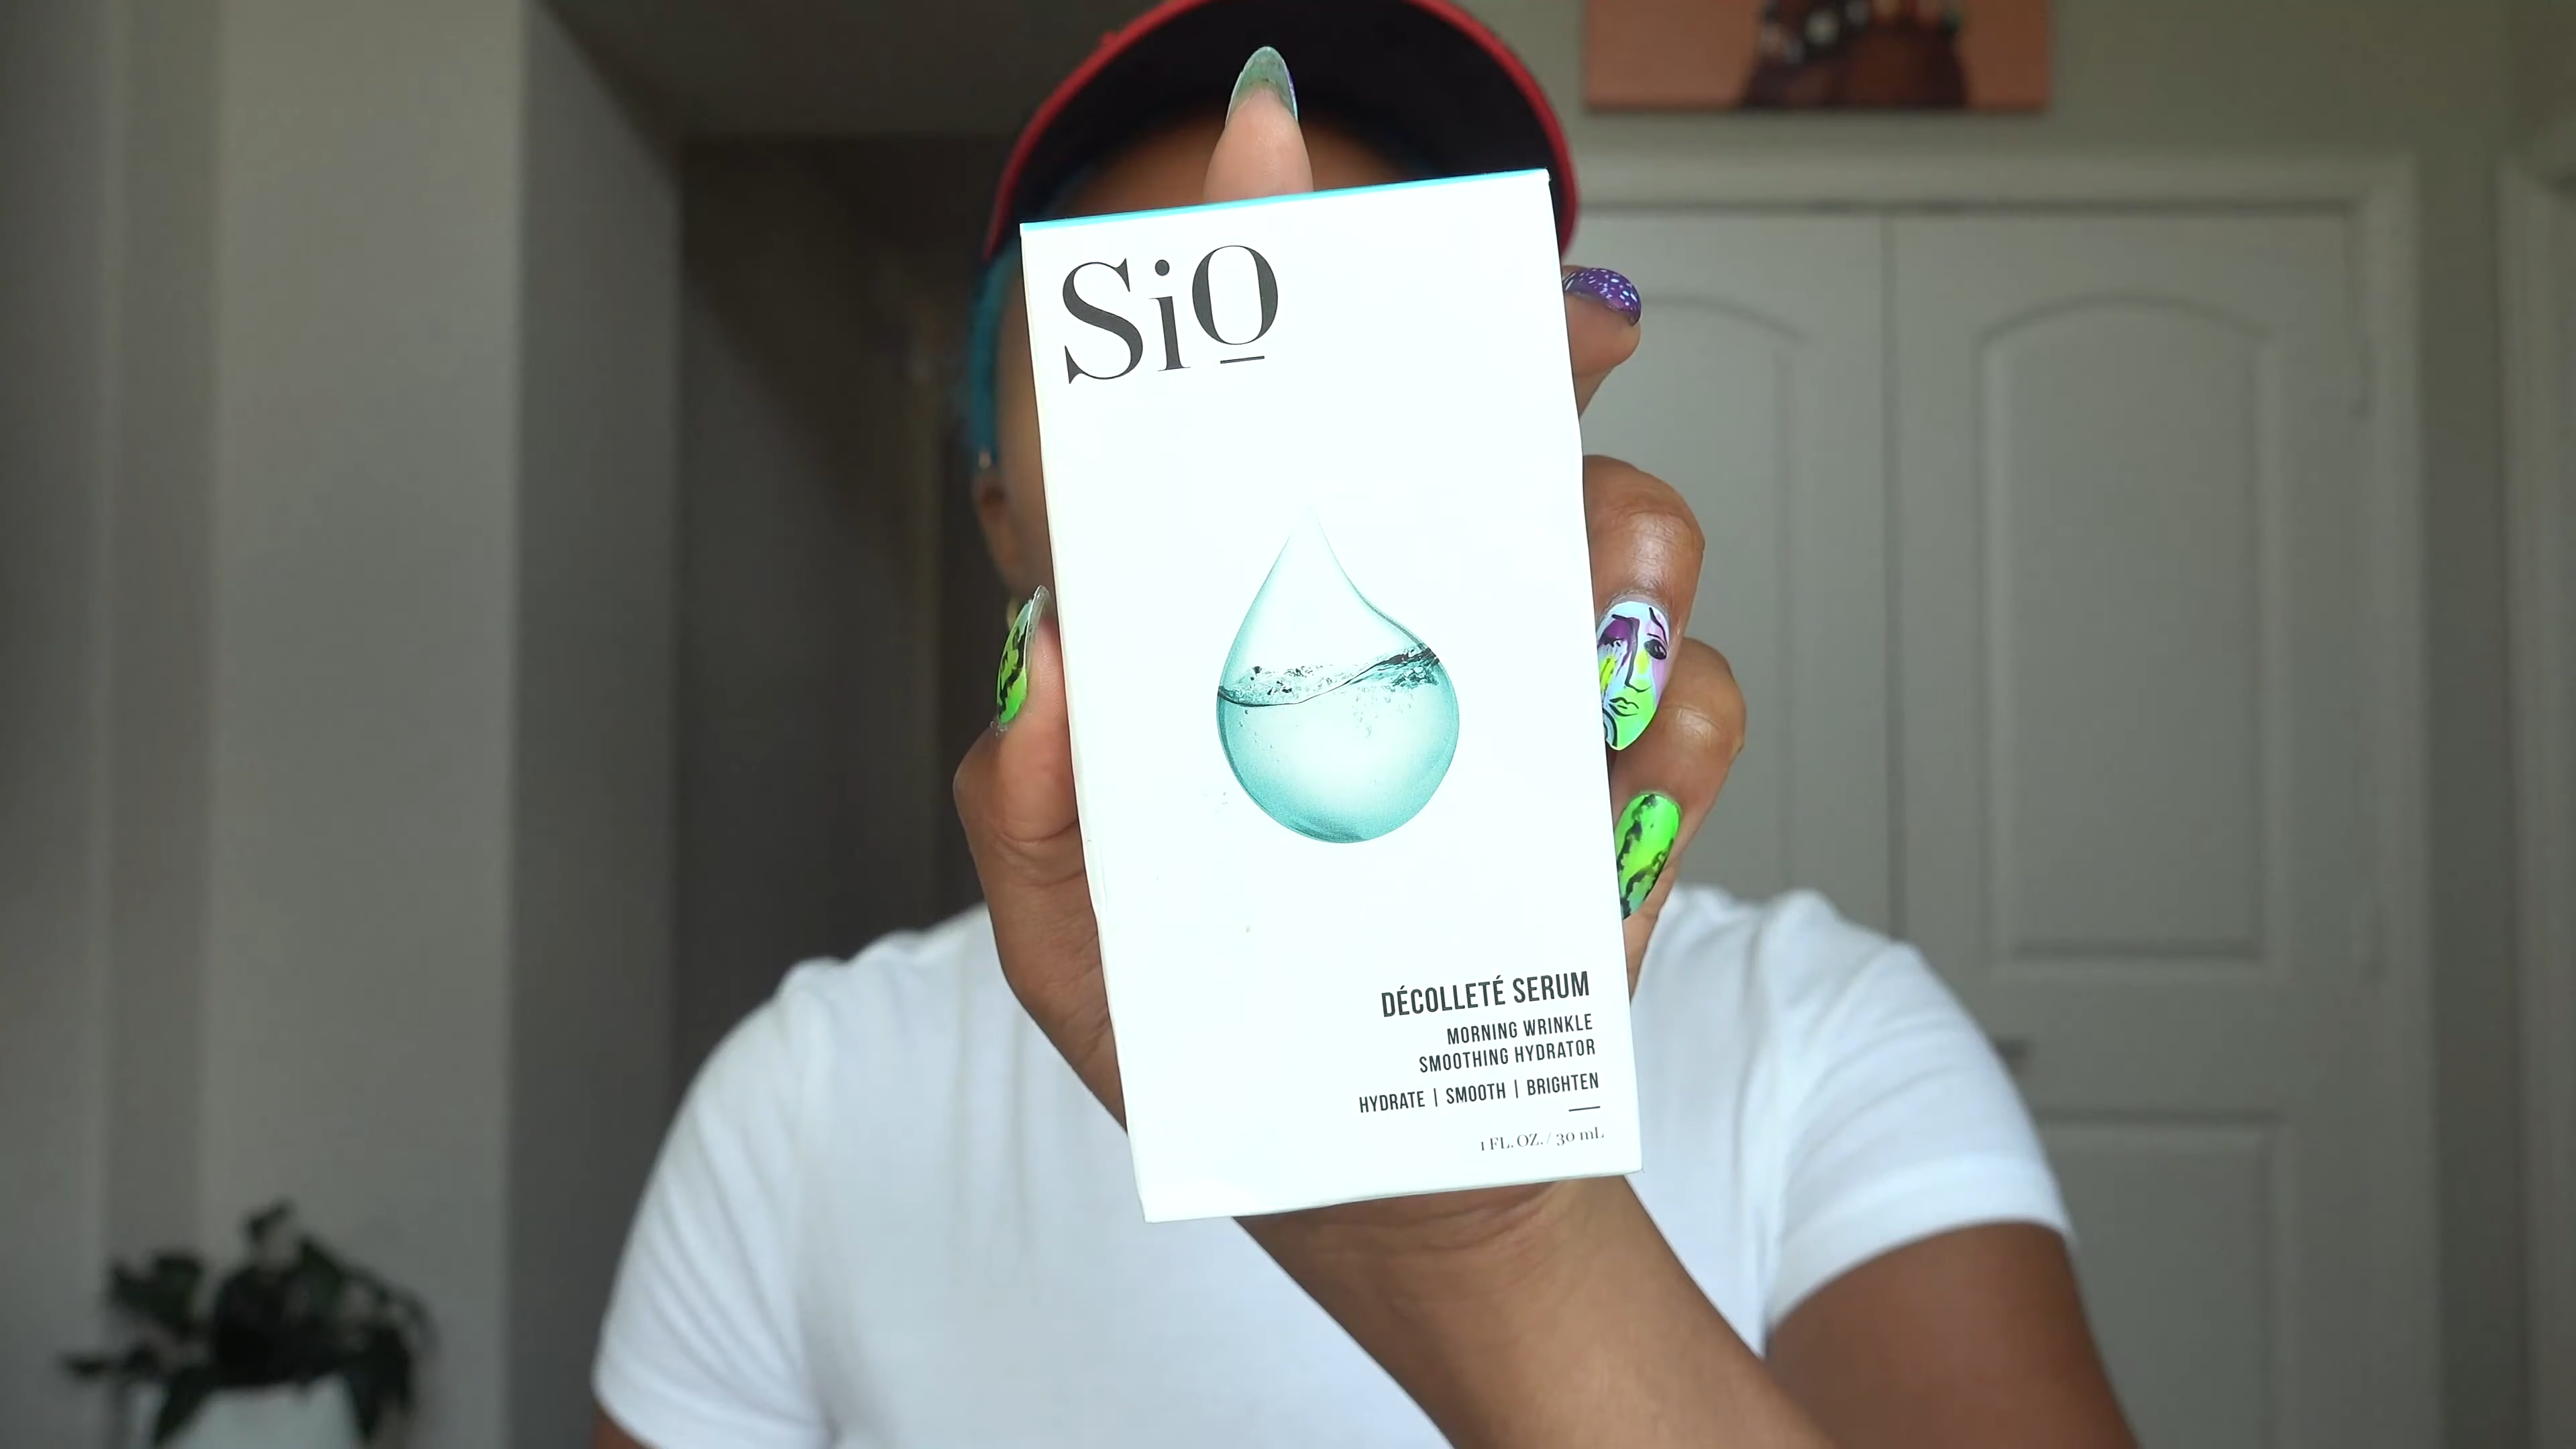 SiO
DÉCOLLETÉ SERUM
MORNING WRINKLE
SMOOTHING HYDRATOR
HYDRATE | SMOOTH | BRIGHTEN
1 FL. OZ. / 30 mL